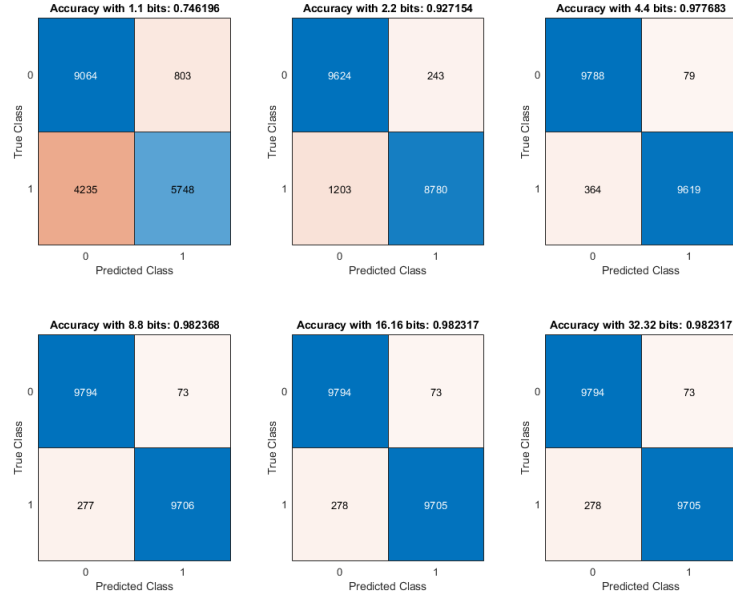 Accuracy with 1.1 bits: 0.746196
True Class
0
9064
803
1
4235
5748
0
1
Predicted Class
Accuracy with 2.2 bits: 0.927154
True Class
0
9624
243
1
1203
8780
0
1
Predicted Class
Accuracy with 4.4 bits: 0.977683
True Class
0
9788
79
1
364
9619
0
1
Predicted Class
Accuracy with 8.8 bits: 0.982368
True Class
0
9794
73
1
277
9706
0
1
Predicted Class
Accuracy with 16.16 bits: 0.982317
True Class
0
9794
73
1
278
9705
0
1
Predicted Class
Accuracy with 32.32 bits: 0.982317
True Class
0
9794
73
1
278
9705
0
1
Predicted Class